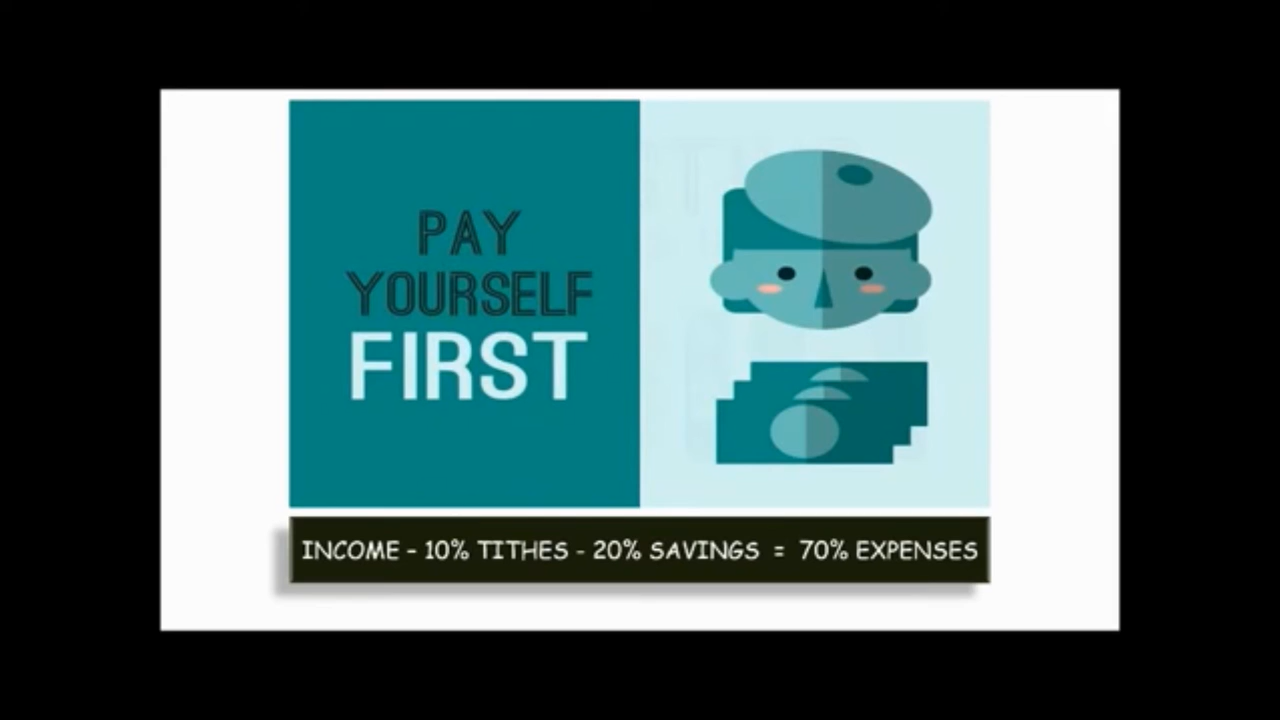 PAY
YOURSELF
FIRST
INCOME - 10% TITHES - 20% SAVINGS = 70% EXPENSES